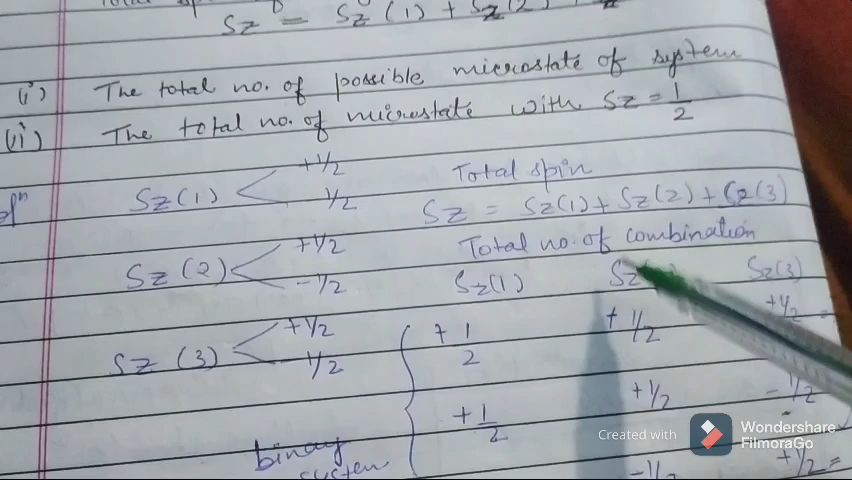 Sz = Sz(1) + Sz(2)
(i) The total no. of possible microstate of system
(ii) The total no. of microstate with Sz = 1/2
Sz(1) +1/2
-1/2
Total spin
Sz = Sz(1) + Sz(2) + Sz(3)
Sz(2) +1/2
-1/2
Total no. of combination
Sz(1) Sz Sz(3)
Sz(3) +1/2
-1/2
+1/2 +1/2 +1/2 =
+1/2 +1/2 -1/2
binary
system
-1/2 +1/2 =
Created with
Wondershare
FilmoraGo